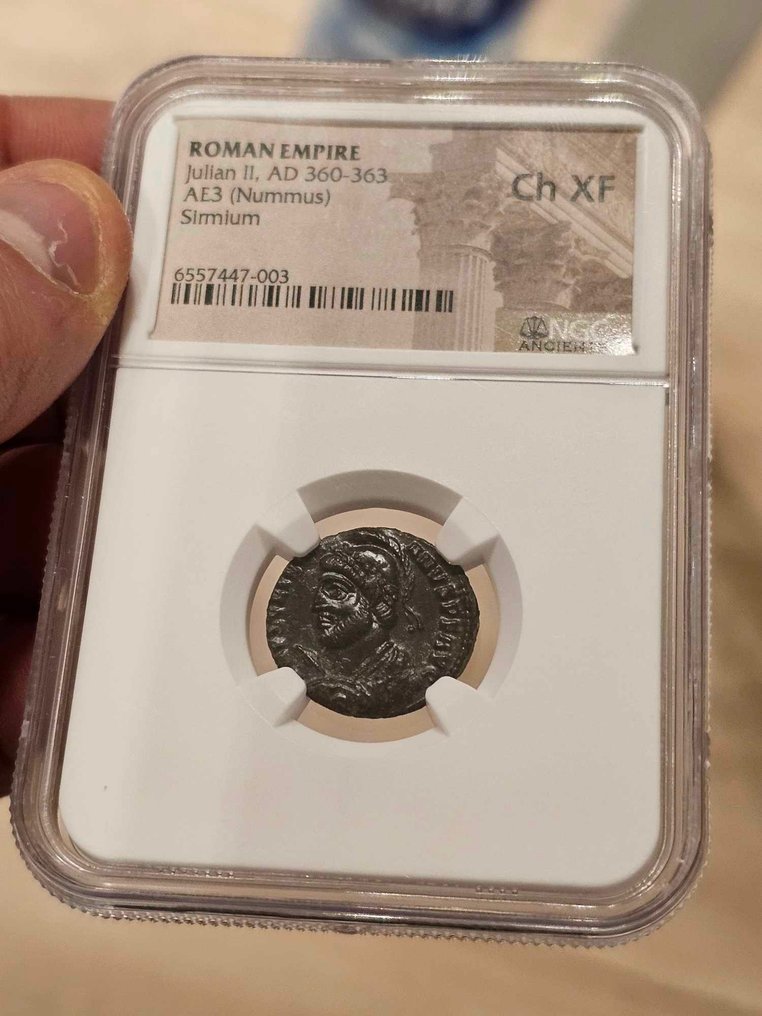 ROMAN EMPIRE
Julian II, AD 360-363
AE3 (Nummus)
Sirmium
Ch XF
6557447-003
NGC
ANCIENTS